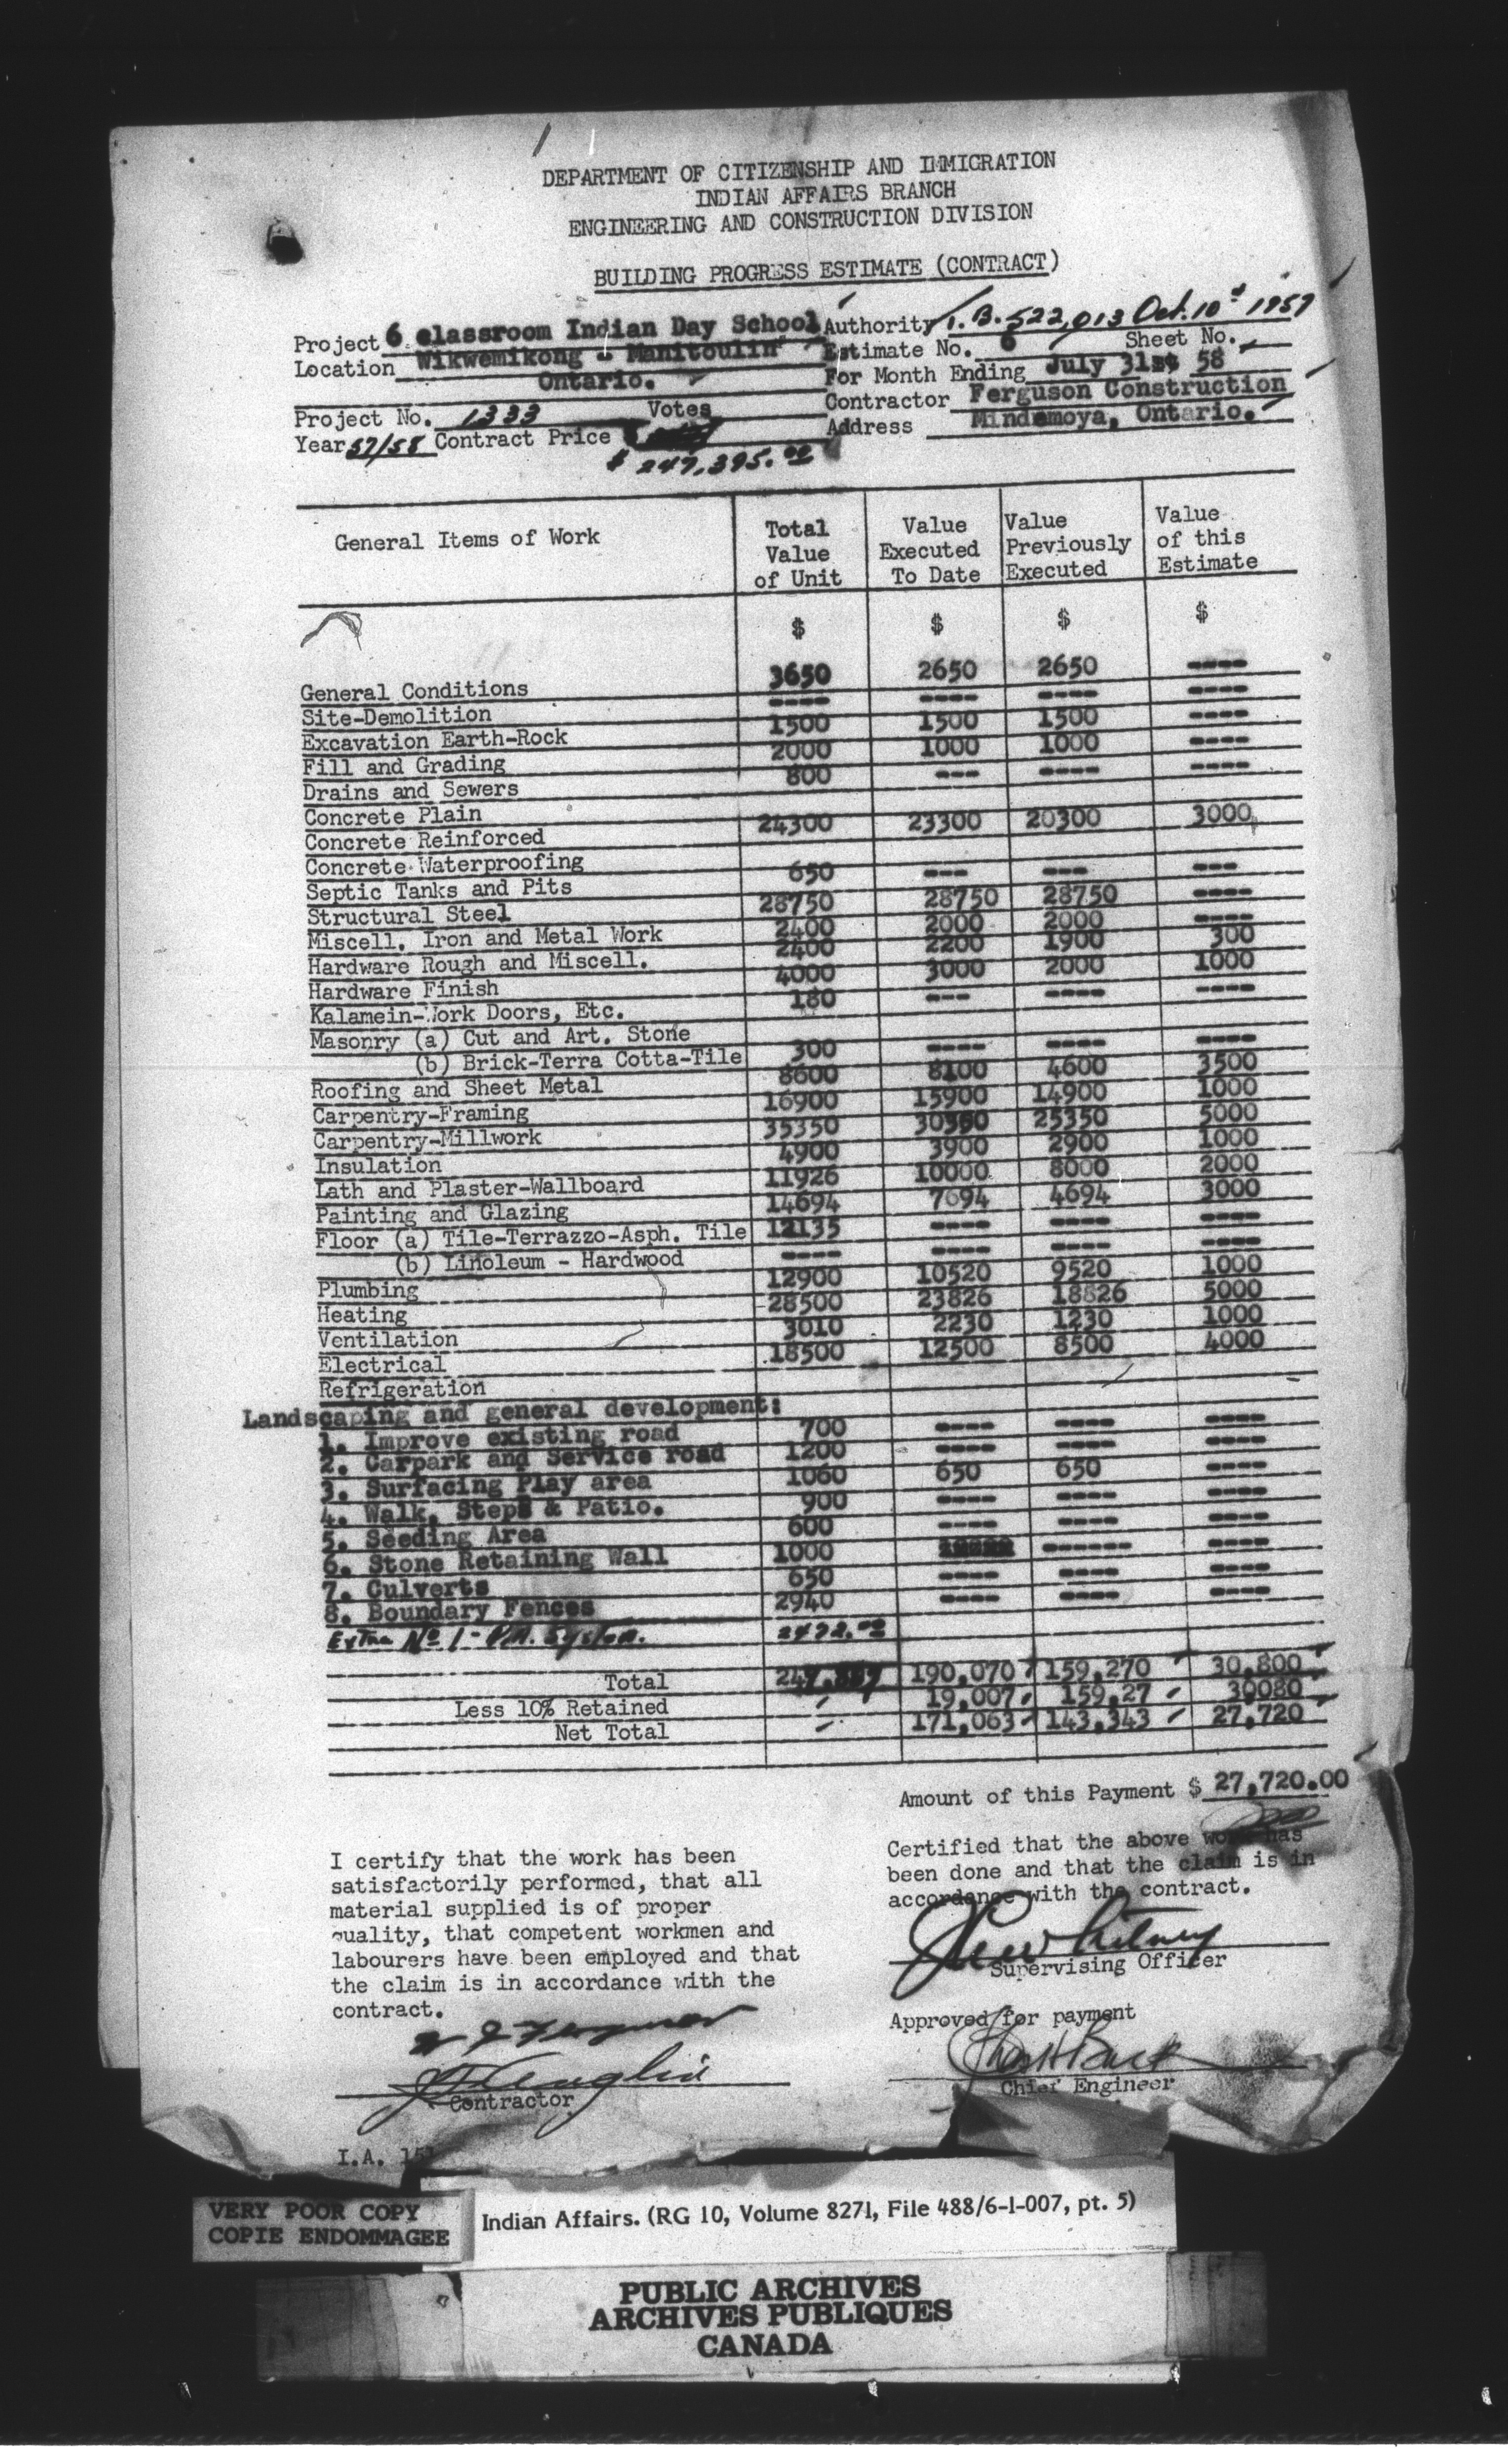 DEPARTMENT OF CITIZENSHIP AND IMMIGRATION
INDIAN AFFAIRS BRANCH
ENGINEERING AND CONSTRUCTION DIVISION
BUILDING PROGRESS ESTIMATE (CONTRACT)
Project 6 classroom Indian Day School Authority T.B. 522,013 Oct. 10 1957
Location Wikwemikong - Manitoulin Estimate No. 6 Sheet No.
Ontario. For Month Ending July 31st 58
Contractor Ferguson Construction
Project No. 1333 Votes Address Mindemoya, Ontario.
Year 57/58 Contract Price $
$ 247,395.00
General Items of Work Total Value of Unit Value Executed To Date Value Previously Executed Value of this Estimate
$ $ $ $
General Conditions 3650 2650 2650 ----
Site-Demolition ---- ---- ---- ----
Excavation Earth-Rock 1500 1500 1500 ----
Fill and Grading 2000 1000 1000 ----
Drains and Sewers 800 --- ---- ----
Concrete Plain
Concrete Reinforced 24300 23300 20300 3000
Concrete Waterproofing
Septic Tanks and Pits 650 --- --- ---
Structural Steel 28750 28750 28750 ----
Miscell. Iron and Metal Work 2400 2000 2000 ----
Hardware Rough and Miscell. 2400 2200 1900 300
Hardware Finish 4000 3000 2000 1000
Kalamein-Work Doors, Etc. 180 --- ---- ----
Masonry (a) Cut and Art. Stone
(b) Brick-Terra Cotta-Tile 300 ---- ---- ----
Roofing and Sheet Metal 8600 8100 4600 3500
Carpentry-Framing 16900 15900 14900 1000
Carpentry-Millwork 35350 30350 25350 5000
Insulation 4900 3900 2900 1000
Lath and Plaster-Wallboard 11926 10000 8000 2000
Painting and Glazing 14694 7694 4694 3000
Floor (a) Tile-Terrazzo-Asph. Tile 12135 ---- ---- ----
(b) Linoleum - Hardwood ---- ---- ---- ----
Plumbing 12900 10520 9520 1000
Heating 28500 23826 18826 5000
Ventilation 3010 2230 1230 1000
Electrical 18500 12500 8500 4000
Refrigeration
Landscaping and general development:
1. Improve existing road 700 ---- ---- ----
2. Carpark and Service road 1200 ---- ---- ----
3. Surfacing Play area 1060 650 650 ----
4. Walk, Steps & Patio. 900 ---- ---- ----
5. Seeding Area 600 ---- ---- ----
6. Stone Retaining Wall 1000 ------ ----
7. Culverts 650 ---- ---- ----
8. Boundary Fences 2940 ---- ---- ----
Extra No 1 - P.A. System. 2472.00
Total 190,070 159,270 30,800
Less 10% Retained 19,007 159,27 30080
Net Total 171,063 143,343 27,720
Amount of this Payment $ 27,720.00
I certify that the work has been
satisfactorily performed, that all
material supplied is of proper
quality, that competent workmen and
labourers have been employed and that
the claim is in accordance with the
contract.
Contractor
Certified that the above work has
been done and that the claim is in
accordance with the contract.
Supervising Officer
Approved for payment
Chief Engineer
I.A. 151
VERY POOR COPY
COPIE ENDOMMAGEE
Indian Affairs. (RG 10, Volume 8271, File 488/6-1-007, pt. 5)
PUBLIC ARCHIVES
ARCHIVES PUBLIQUES
CANADA